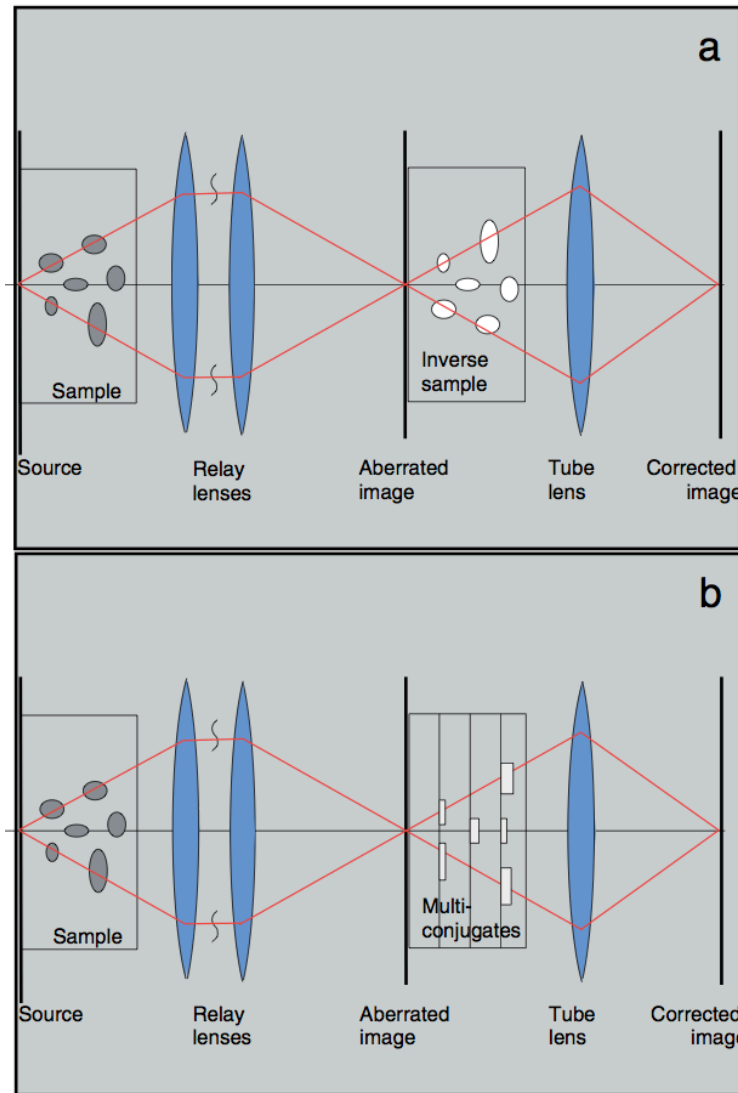 a
Sample
Inverse
sample
Source
Relay
lenses
Aberrated
image
Tube
lens
Corrected
image
b
Sample
Multi-
conjugates
Source
Relay
lenses
Aberrated
image
Tube
lens
Corrected
image